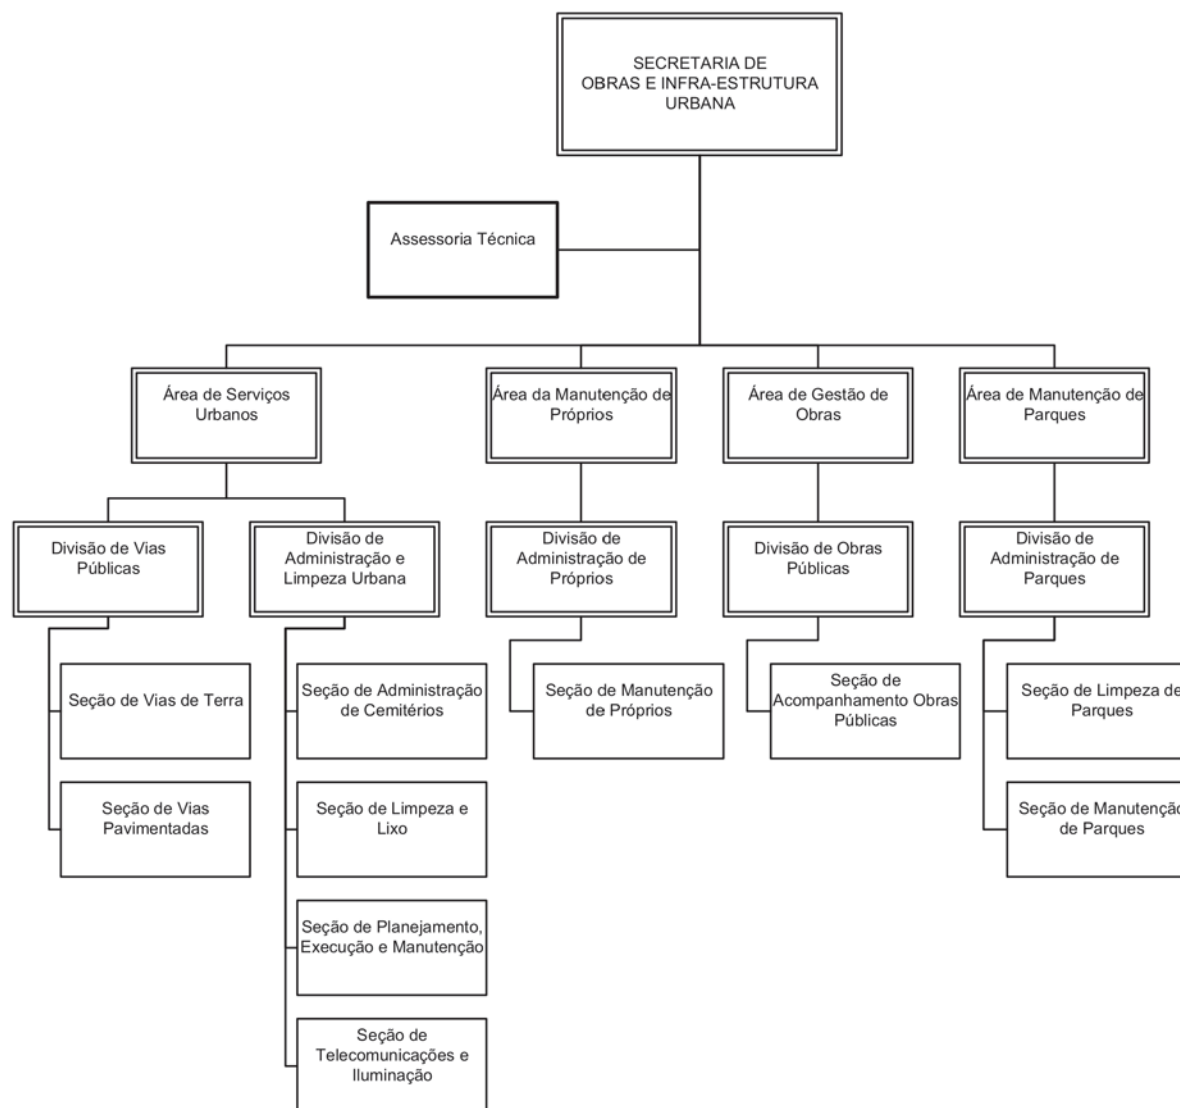 SECRETARIA DE
OBRAS E INFRA-ESTRUTURA
URBANA
Assessoria Técnica
Área de Serviços
Urbanos
Área da Manutenção de
Próprios
Área de Gestão de
Obras
Área de Manutenção de
Parques
Divisão de Vias
Públicas
Divisão de
Administração e
Limpeza Urbana
Divisão de
Administração de
Próprios
Divisão de Obras
Públicas
Divisão de
Administração de
Parques
Seção de Vias de Terra
Seção de Administração
de Cemitérios
Seção de Manutenção
de Próprios
Seção de
Acompanhamento Obras
Públicas
Seção de Limpeza de
Parques
Seção de Vias
Pavimentadas
Seção de Limpeza e
Lixo
Seção de Manutenção
de Parques
Seção de Planejamento,
Execução e Manutenção
Seção de
Telecomunicações e
Iluminação